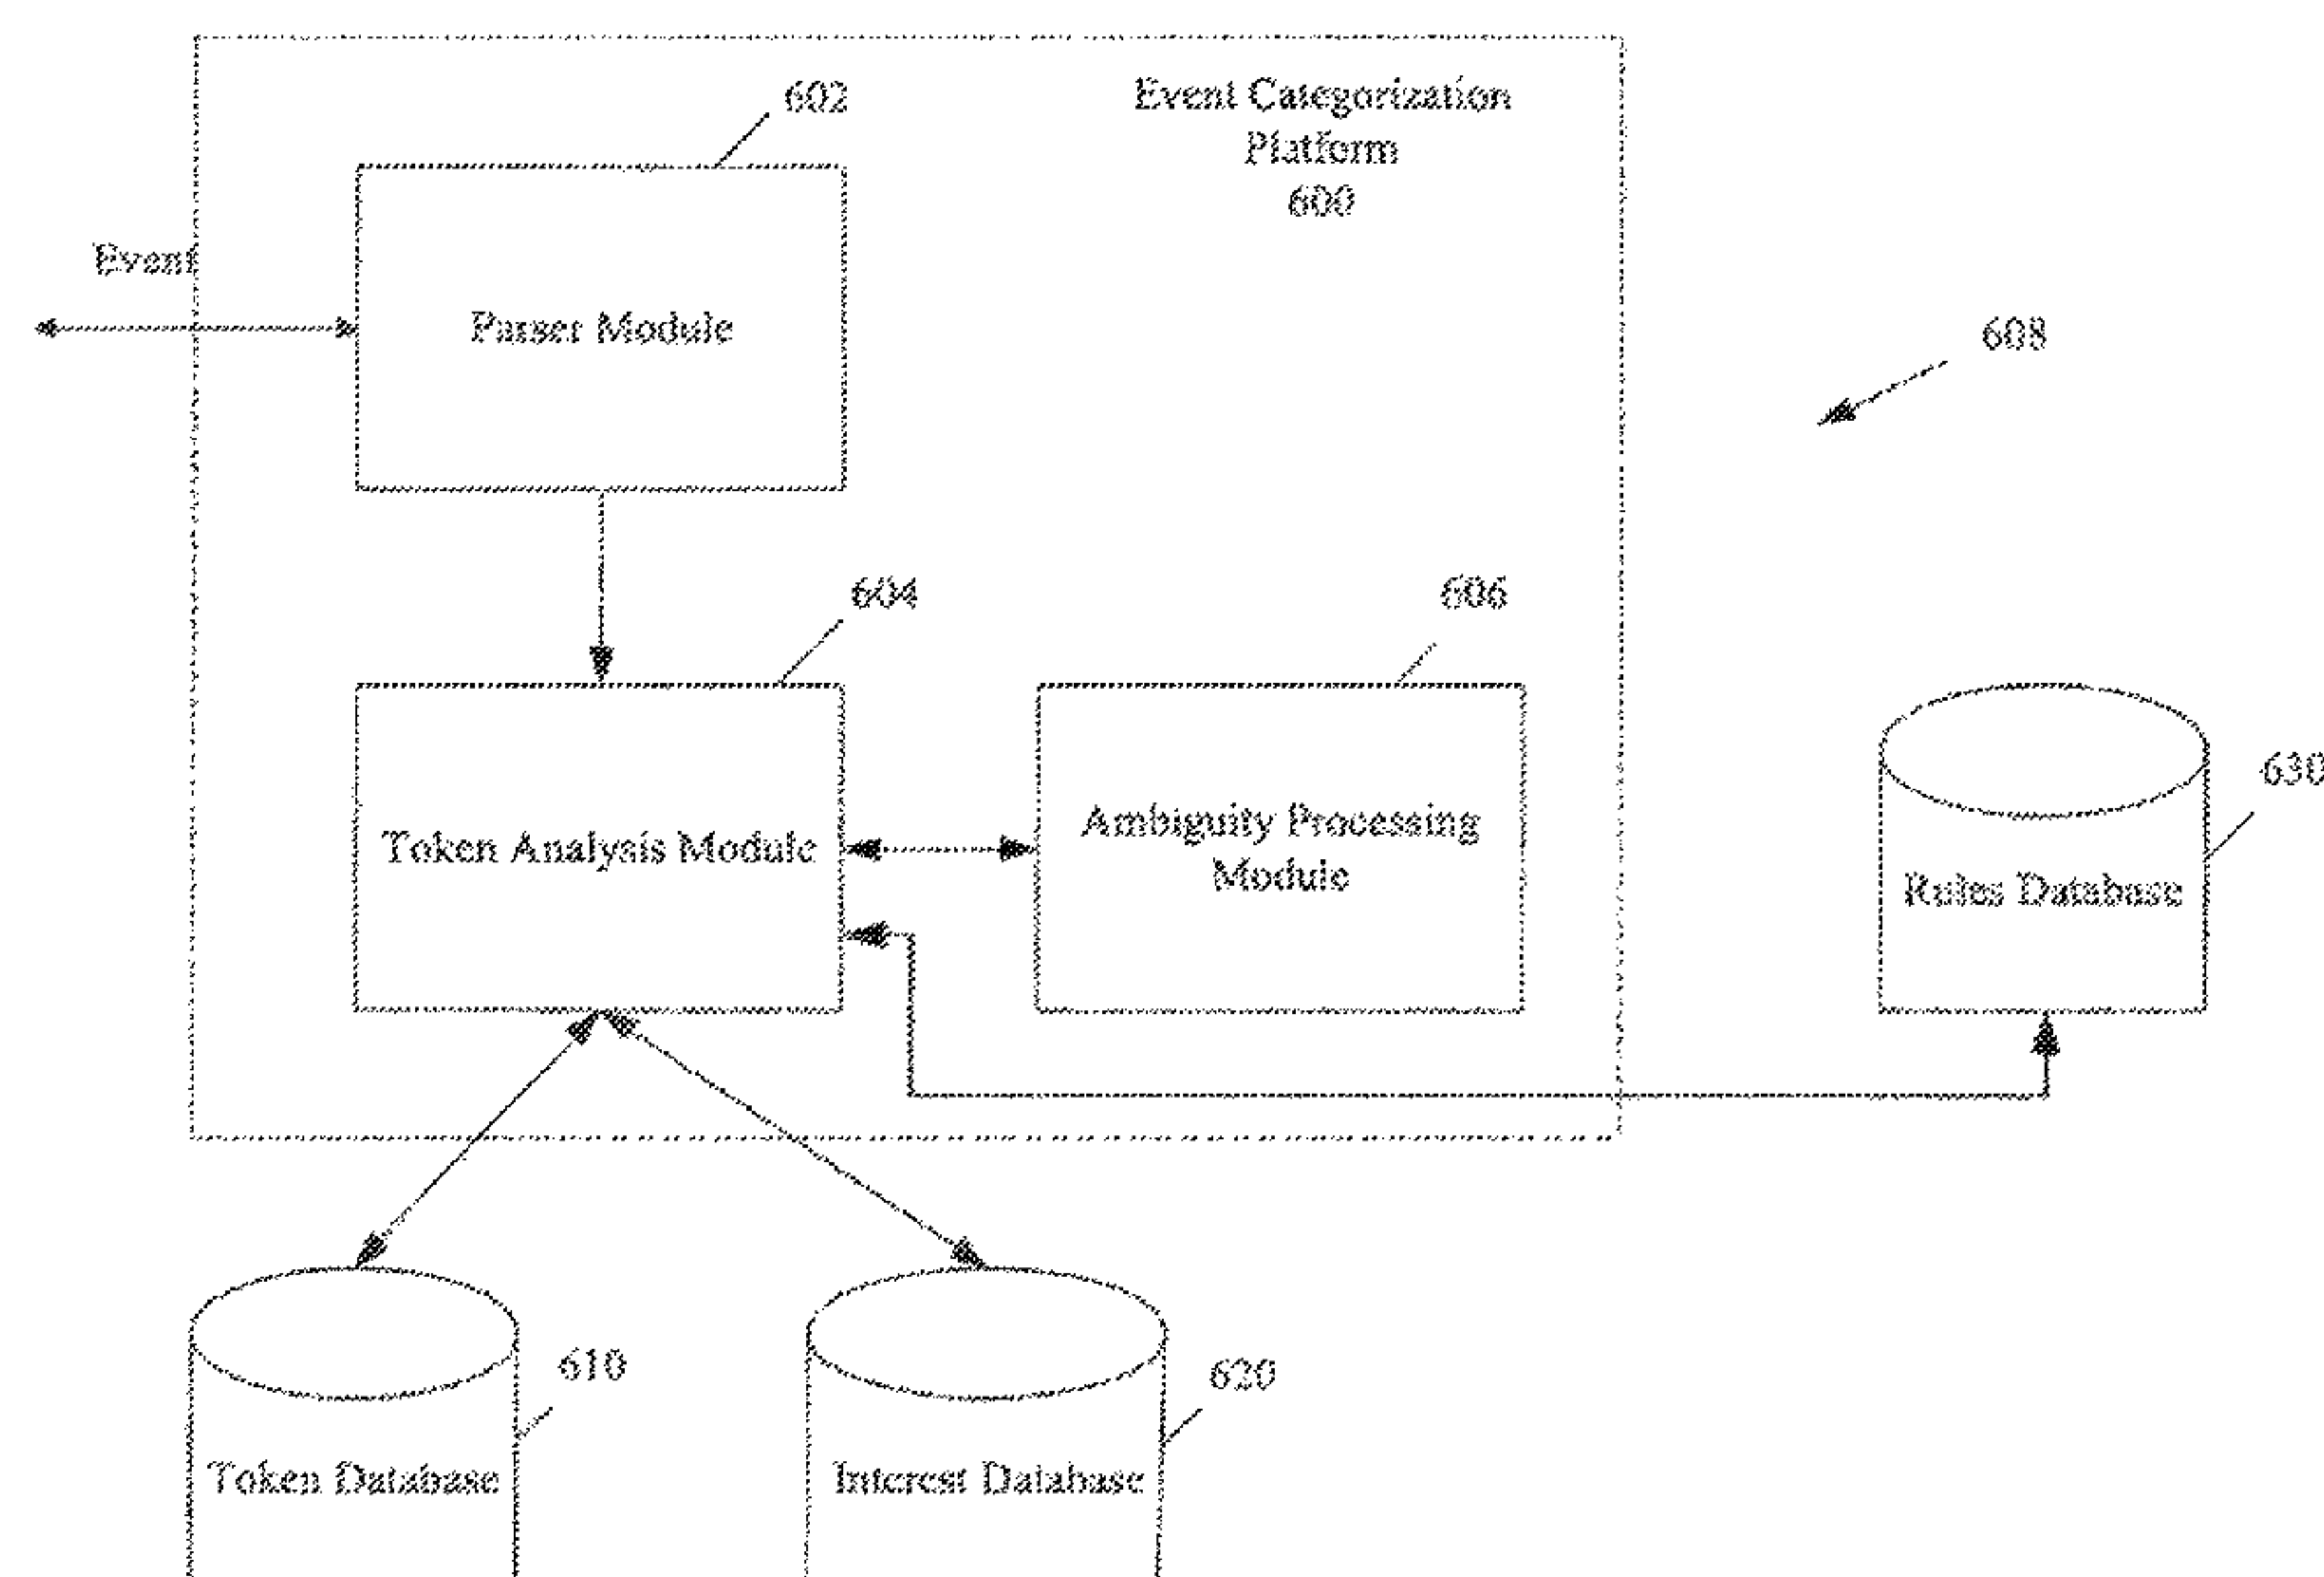 602
Event Categorization
Platform
600
Event
Parser Module
608
604
606
630
Token Analysis Module
Ambiguity Processing
Module
Rules Database
610
620
Token Database
Interest Database